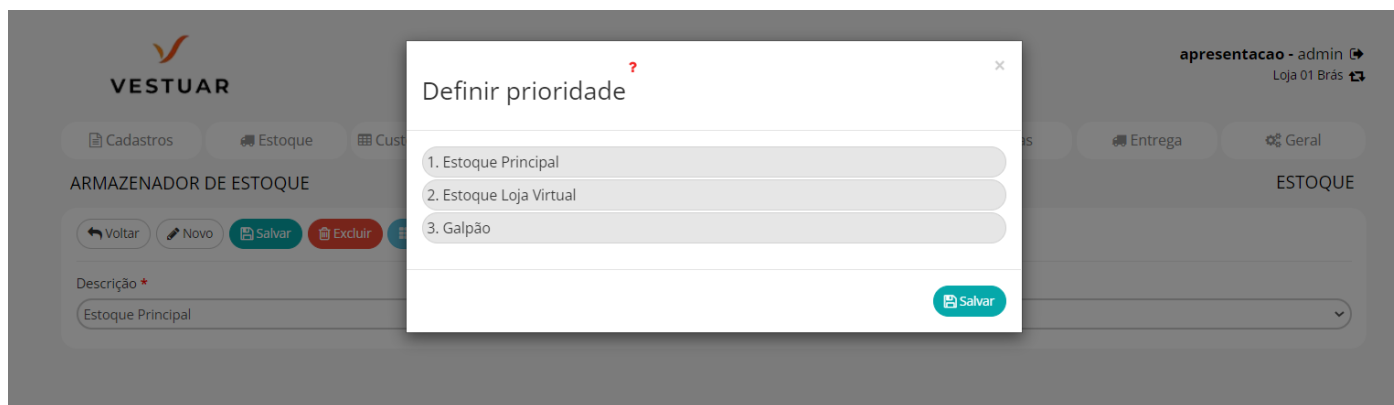 VESTUAR
apresentacao - admin
Loja 01 Brás
Cadastros
Estoque
Entrega
Geral
ARMAZENADOR DE ESTOQUE
ESTOQUE
Voltar
Novo
Salvar
Excluir
Descrição *
Estoque Principal
Definir prioridade ?
×
1. Estoque Principal
2. Estoque Loja Virtual
3. Galpão
Salvar